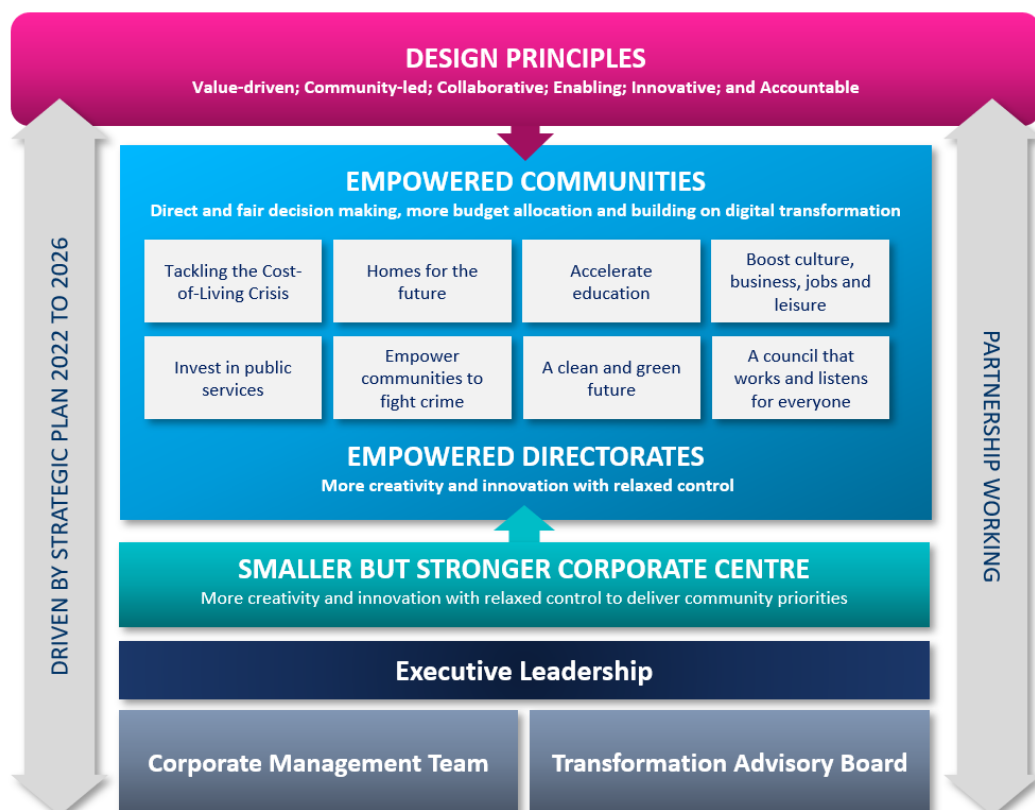 DESIGN PRINCIPLES
Value-driven; Community-led; Collaborative; Enabling; Innovative; and Accountable
DRIVEN BY STRATEGIC PLAN 2022 TO 2026
EMPOWERED COMMUNITIES
Direct and fair decision making, more budget allocation and building on digital transformation
Tackling the Cost-
of-Living Crisis
Homes for the
future
Accelerate
education
Boost culture,
business, jobs and
leisure
Invest in public
services
Empower
communities to
fight crime
A clean and green
future
A council that
works and listens
for everyone
EMPOWERED DIRECTORATES
More creativity and innovation with relaxed control
SMALLER BUT STRONGER CORPORATE CENTRE
More creativity and innovation with relaxed control to deliver community priorities
Executive Leadership
Corporate Management Team
Transformation Advisory Board
PARTNERSHIP WORKING